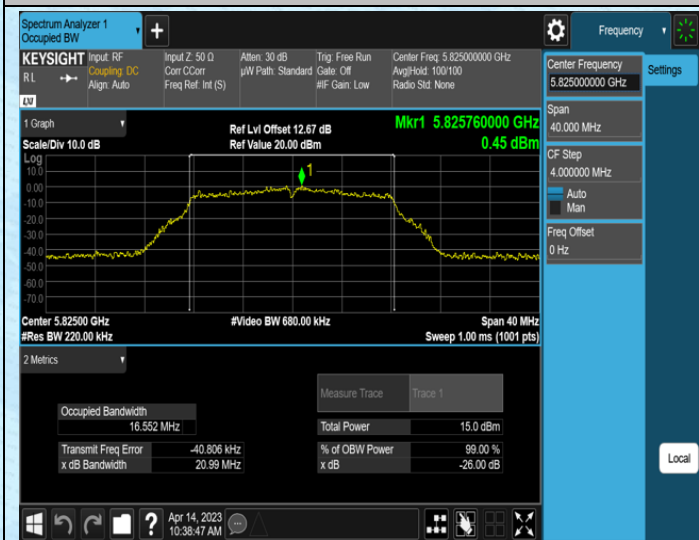 Spectrum Analyzer 1
Occupied BW
Frequency
KEYSIGHT
R L
LXI
Input: RF
Coupling: DC
Align: Auto
Input Z: 50 Ω
Corr CCorr
Freq Ref: Int (S)
Atten: 30 dB
µW Path: Standard
Trig: Free Run
Gate: Off
#IF Gain: Low
Center Freq: 5.825000000 GHz
Avg|Hold: 100/100
Radio Std: None
Center Frequency
5.825000000 GHz
Settings
Span
40.000 MHz
CF Step
4.000000 MHz
Auto
Man
Freq Offset
0 Hz
1 Graph
Scale/Div 10.0 dB
Ref Lvl Offset 12.67 dB
Ref Value 20.00 dBm
Mkr1 5.825760000 GHz
0.45 dBm
Log
10.0
0.00
-10.0
-20.0
-30.0
-40.0
-50.0
-60.0
-70.0
1
Center 5.82500 GHz
#Res BW 220.00 kHz
#Video BW 680.00 kHz
Span 40 MHz
Sweep 1.00 ms (1001 pts)
2 Metrics
Measure Trace
Trace 1
Occupied Bandwidth
16.552 MHz
Total Power 15.0 dBm
Transmit Freq Error -40.806 kHz
% of OBW Power 99.00 %
x dB Bandwidth 20.99 MHz
x dB -26.00 dB
Local
?
Apr 14, 2023
10:38:47 AM